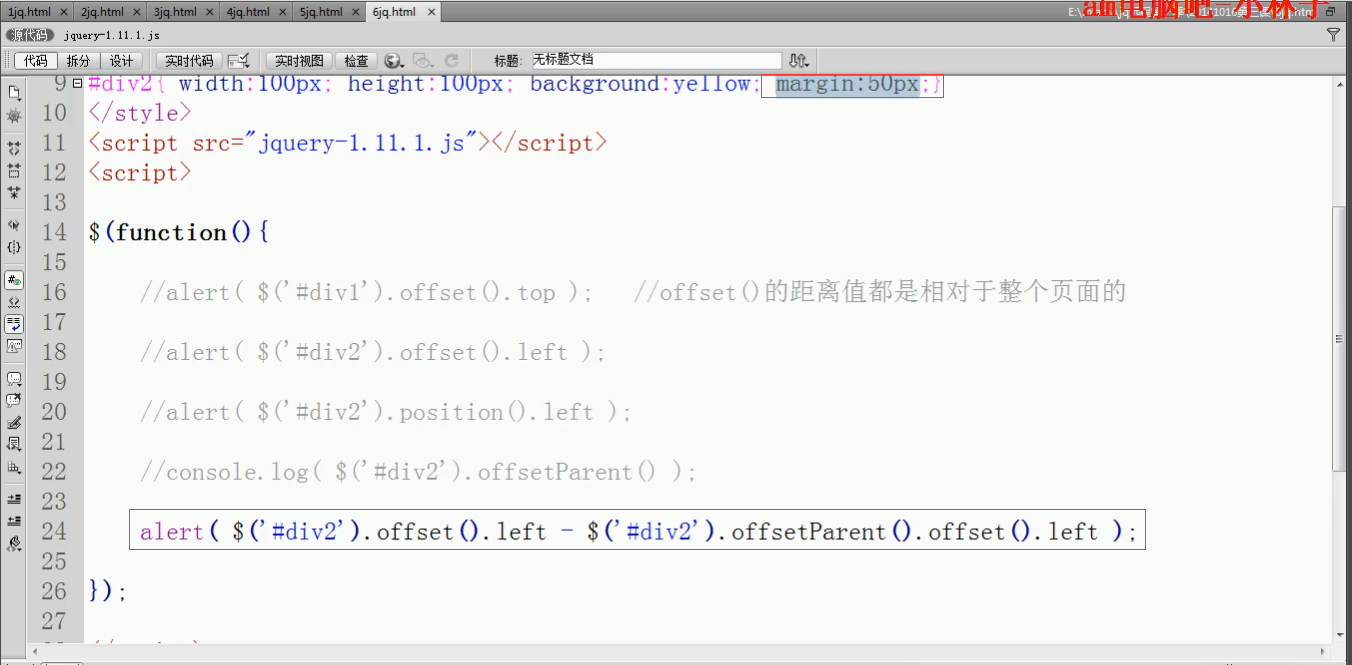 1jq.html × 2jq.html × 3jq.html × 4jq.html × 5jq.html × 6jq.html ×
源代码 jquery-1.11.1.js
代码 拆分 设计 实时代码 实时视图 检查 标题: 无标题文档
9 #div2{ width:100px; height:100px; background:yellow; margin:50px;}
10 </style>
11 <script src="jquery-1.11.1.js"></script>
12 <script>
13
14 $(function(){
15
16 //alert( $('#div1').offset().top ); //offset()的距离值都是相对于整个页面的
17
18 //alert( $('#div2').offset().left );
19
20 //alert( $('#div2').position().left );
21
22 //console.log( $('#div2').offsetParent() );
23
24 alert( $('#div2').offset().left - $('#div2').offsetParent().offset().left );
25
26 });
27